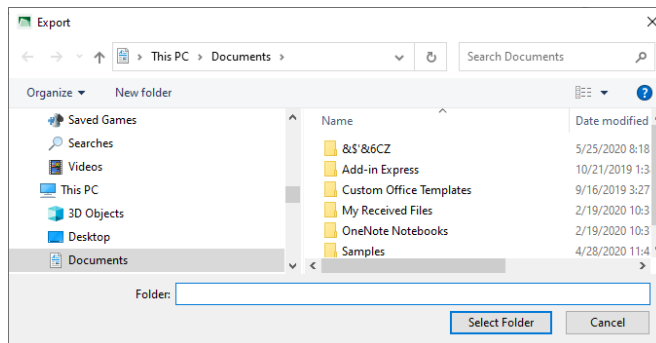 Export
This PC > Documents >
Search Documents
Organize
New folder
Saved Games
Searches
Videos
This PC
3D Objects
Desktop
Documents
Name
Date modified
&$'&6CZ
5/25/2020 8:18
Add-in Express
10/21/2019 1:3
Custom Office Templates
9/16/2019 3:27
My Received Files
2/19/2020 10:3
OneNote Notebooks
2/19/2020 10:3
Samples
4/28/2020 11:4
Folder:
Select Folder
Cancel